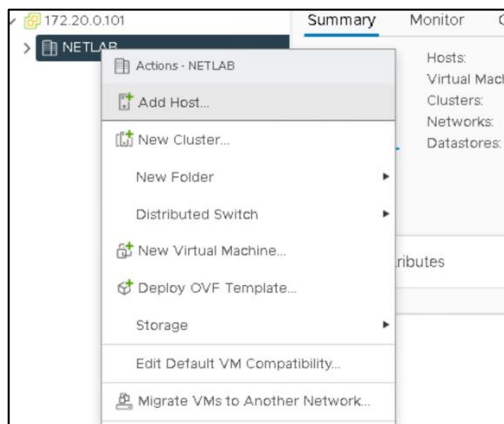 172.20.0.101
Summary Monitor
NETLAB
Actions - NETLAB
Hosts:
Add Host...
Clusters:
Networks:
New Cluster...
Datastores:
New Folder
Distributed Switch
New Virtual Machine...
Deploy OVF Template...
Storage
Edit Default VM Compatibility...
Migrate VMs to Another Network...